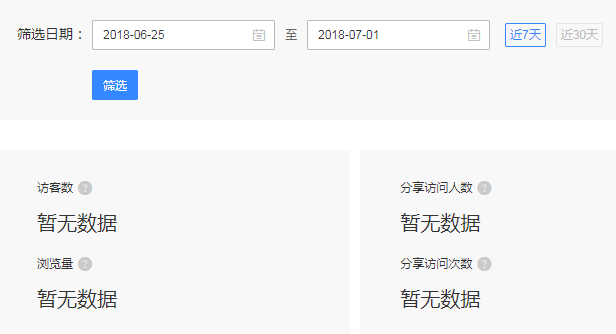 筛选日期： 2018-06-25 至 2018-07-01 近7天 近30天
筛选
访客数 ?
暂无数据
浏览量 ?
暂无数据
分享访问人数 ?
暂无数据
分享访问次数 ?
暂无数据